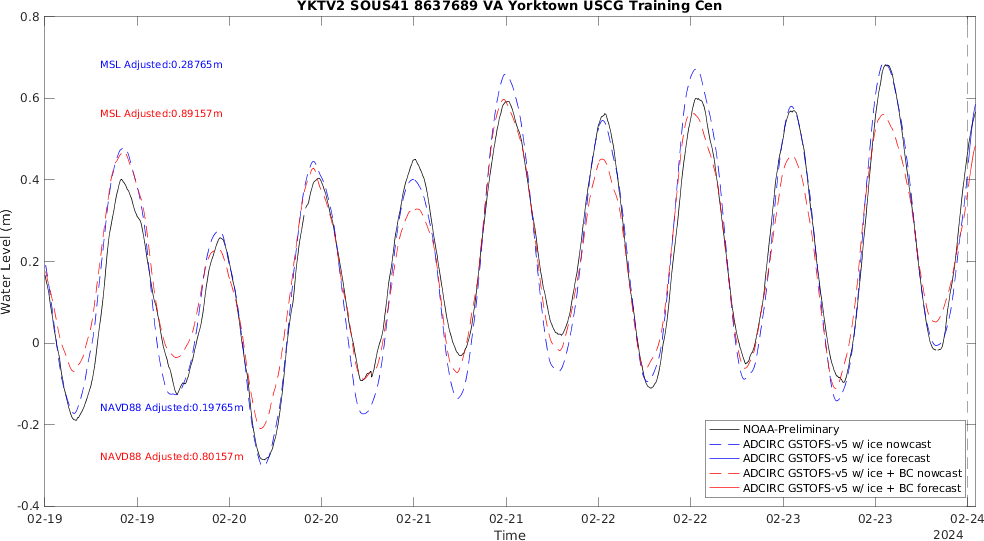 YKTV2 SOUS41 8637689 VA Yorktown USCG Training Cen
0.8
0.6
0.4
0.2
0
-0.2
-0.4
Water Level (m)
MSL Adjusted:0.28765m
MSL Adjusted:0.89157m
NAVD88 Adjusted:0.19765m
NAVD88 Adjusted:0.80157m
NOAA-Preliminary
ADCIRC GSTOFS-v5 w/ ice nowcast
ADCIRC GSTOFS-v5 w/ ice forecast
ADCIRC GSTOFS-v5 w/ ice + BC nowcast
ADCIRC GSTOFS-v5 w/ ice + BC forecast
02-19 02-19 02-20 02-20 02-21 02-21 02-22 02-22 02-23 02-23 02-24
Time
2024